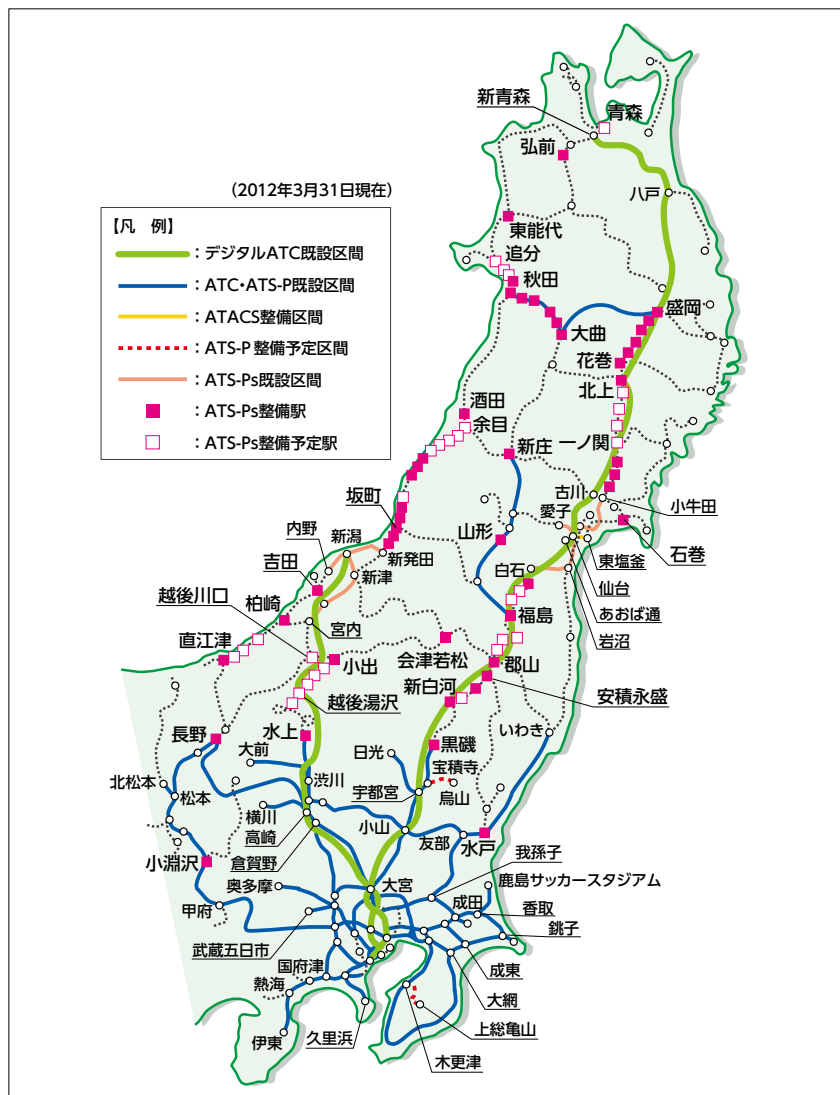 (2012年3月31日現在)
【凡 例】
：デジタルATC既設区間
：ATC・ATS-P既設区間
：ATACS整備区間
：ATS-P 整備予定区間
：ATS-Ps既設区間
：ATS-Ps整備駅
：ATS-Ps整備予定駅
新青森
青森
弘前
八戸
東能代
追分
秋田
盛岡
大曲
花巻
北上
酒田
余目
新庄
一ノ関
坂町
古川
愛子
小牛田
内野
新潟
山形
石巻
東塩釜
吉田
新発田
新津
白石
仙台
あおば通
越後川口
柏崎
宮内
福島
岩沼
直江津
小出
会津若松
郡山
新白河
安積永盛
越後湯沢
長野
水上
黒磯
いわき
大前
日光
宝積寺
北松本
松本
渋川
宇都宮
烏山
横川
高崎
小山
友部
水戸
倉賀野
小淵沢
我孫子
奥多摩
大宮
成田
鹿島サッカースタジアム
甲府
香取
武蔵五日市
銚子
国府津
成東
熱海
大網
伊東
久里浜
上総亀山
木更津